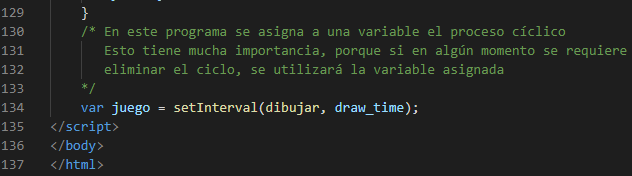 129 }
130 /* En este programa se asigna a una variable el proceso cíclico
131 Esto tiene mucha importancia, porque si en algún momento se requiere
132 eliminar el ciclo, se utilizará la variable asignada
133 */
134 var juego = setInterval(dibujar, draw_time);
135 </script>
136 </body>
137 </html>